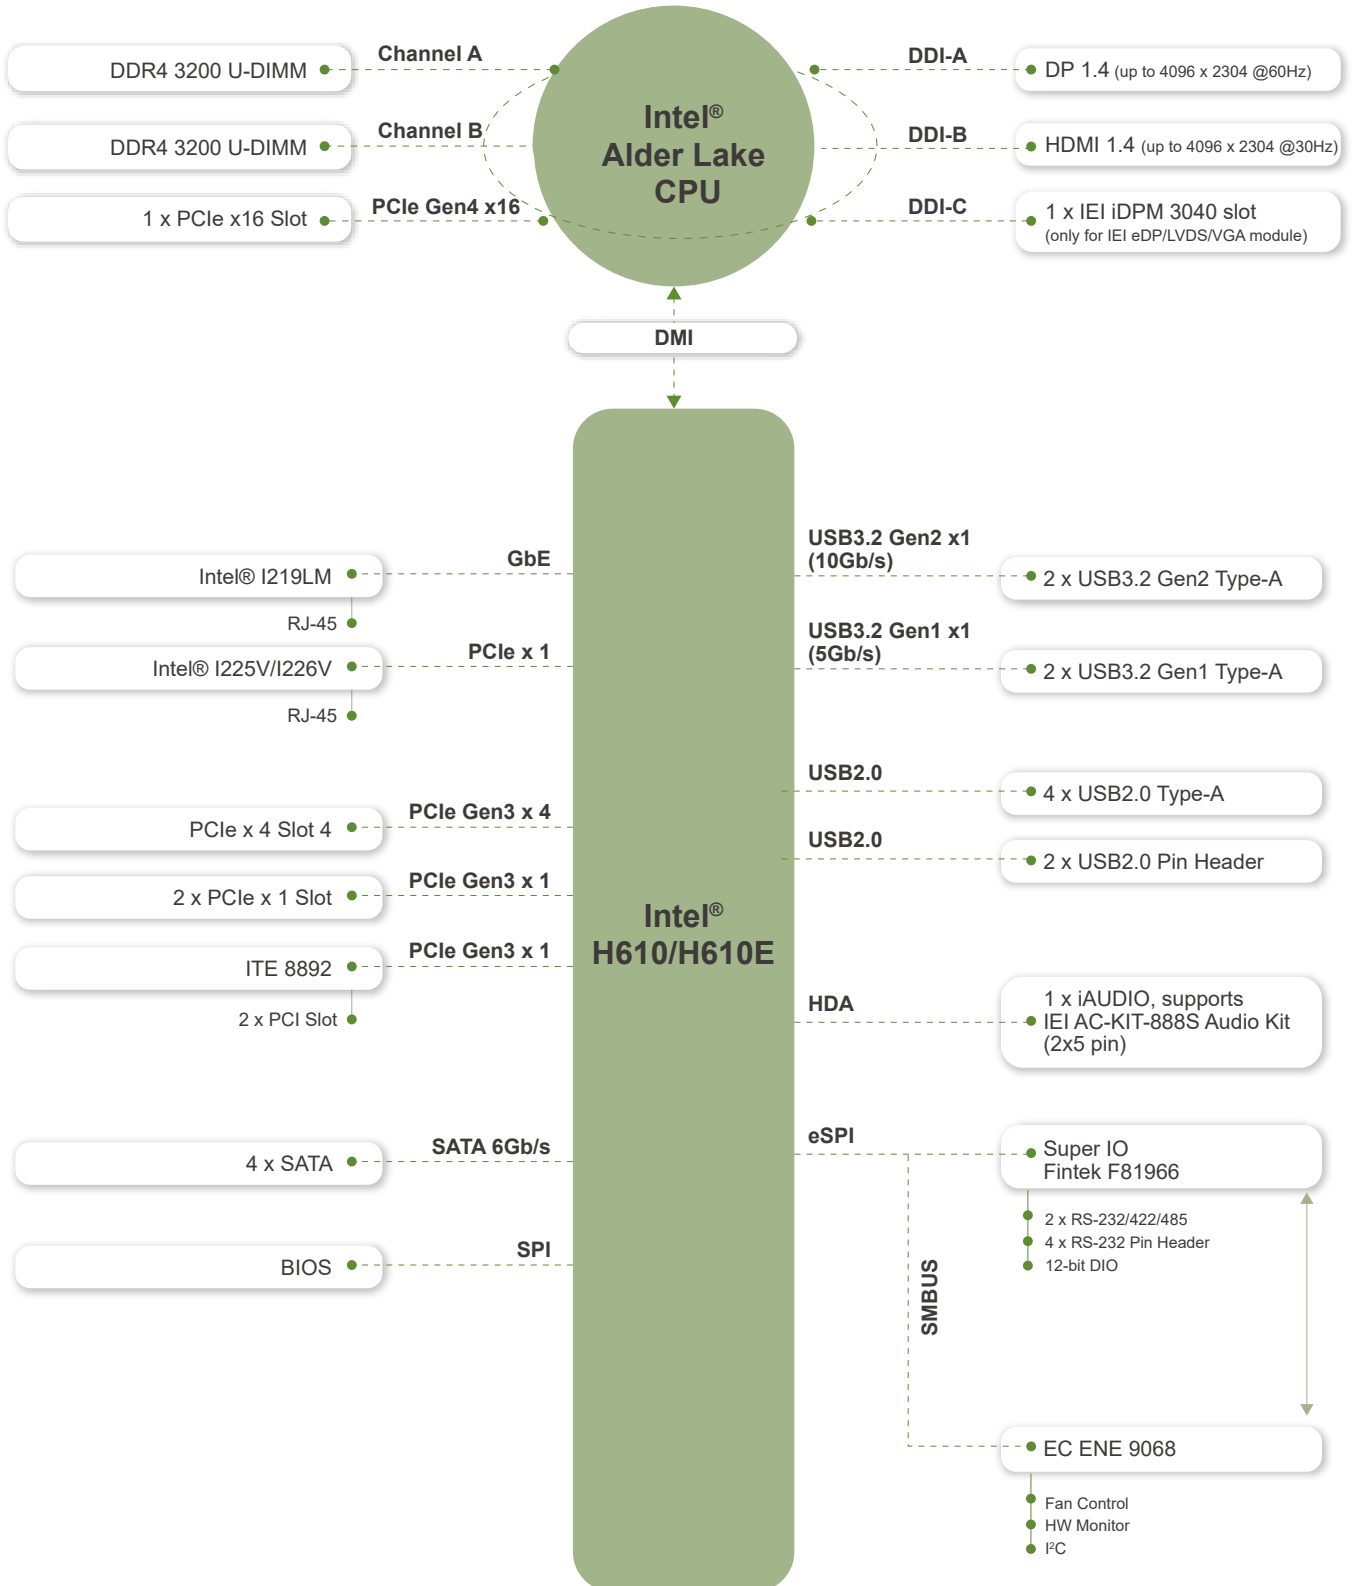 Channel A
DDR4 3200 U-DIMM
Channel B
DDR4 3200 U-DIMM
PCIe Gen4 x16
1 x PCIe x16 Slot
Intel®
Alder Lake
CPU
DDI-A
DP 1.4 (up to 4096 x 2304 @60Hz)
DDI-B
HDMI 1.4 (up to 4096 x 2304 @30Hz)
DDI-C
1 x IEI iDPM 3040 slot
(only for IEI eDP/LVDS/VGA module)
DMI
GbE
Intel® I219LM
RJ-45
PCIe x 1
Intel® I225V/I226V
RJ-45
PCIe Gen3 x 4
PCIe x 4 Slot 4
PCIe Gen3 x 1
2 x PCIe x 1 Slot
PCIe Gen3 x 1
ITE 8892
2 x PCI Slot
SATA 6Gb/s
4 x SATA
SPI
BIOS
Intel®
H610/H610E
USB3.2 Gen2 x1
(10Gb/s)
2 x USB3.2 Gen2 Type-A
USB3.2 Gen1 x1
(5Gb/s)
2 x USB3.2 Gen1 Type-A
USB2.0
4 x USB2.0 Type-A
USB2.0
2 x USB2.0 Pin Header
HDA
1 x iAUDIO, supports
IEI AC-KIT-888S Audio Kit
(2x5 pin)
eSPI
Super IO
Fintek F81966
2 x RS-232/422/485
4 x RS-232 Pin Header
12-bit DIO
SMBUS
EC ENE 9068
Fan Control
HW Monitor
I²C